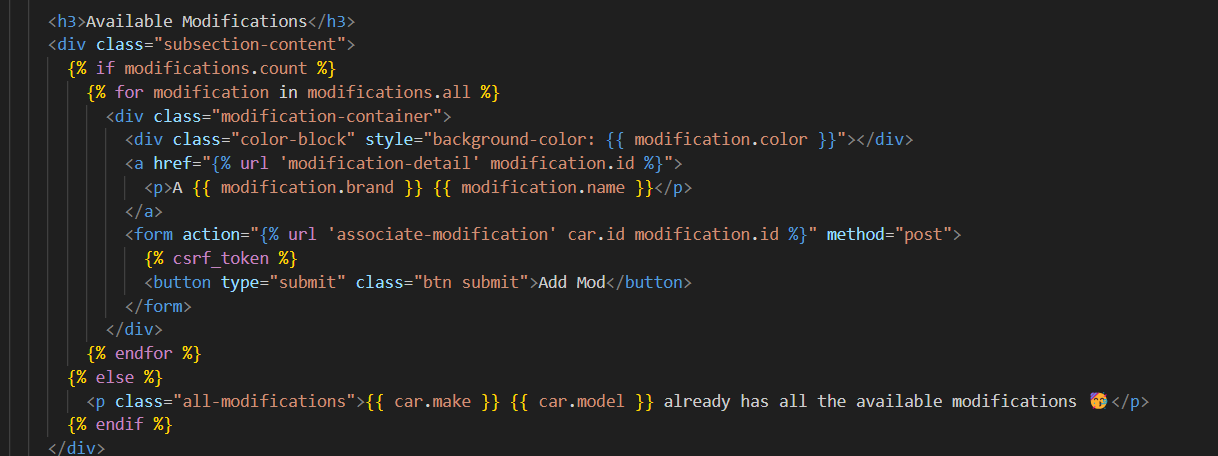 <h3>Available Modifications</h3>
<div class="subsection-content">
{% if modifications.count %}
{% for modification in modifications.all %}
<div class="modification-container">
<div class="color-block" style="background-color: {{ modification.color }}"></div>
<a href="{% url 'modification-detail' modification.id %}">
<p>A {{ modification.brand }} {{ modification.name }}</p>
</a>
<form action="{% url 'associate-modification' car.id modification.id %}" method="post">
{% csrf_token %}
<button type="submit" class="btn submit">Add Mod</button>
</form>
</div>
{% endfor %}
{% else %}
<p class="all-modifications">{{ car.make }} {{ car.model }} already has all the available modifications 🥳</p>
{% endif %}
</div>